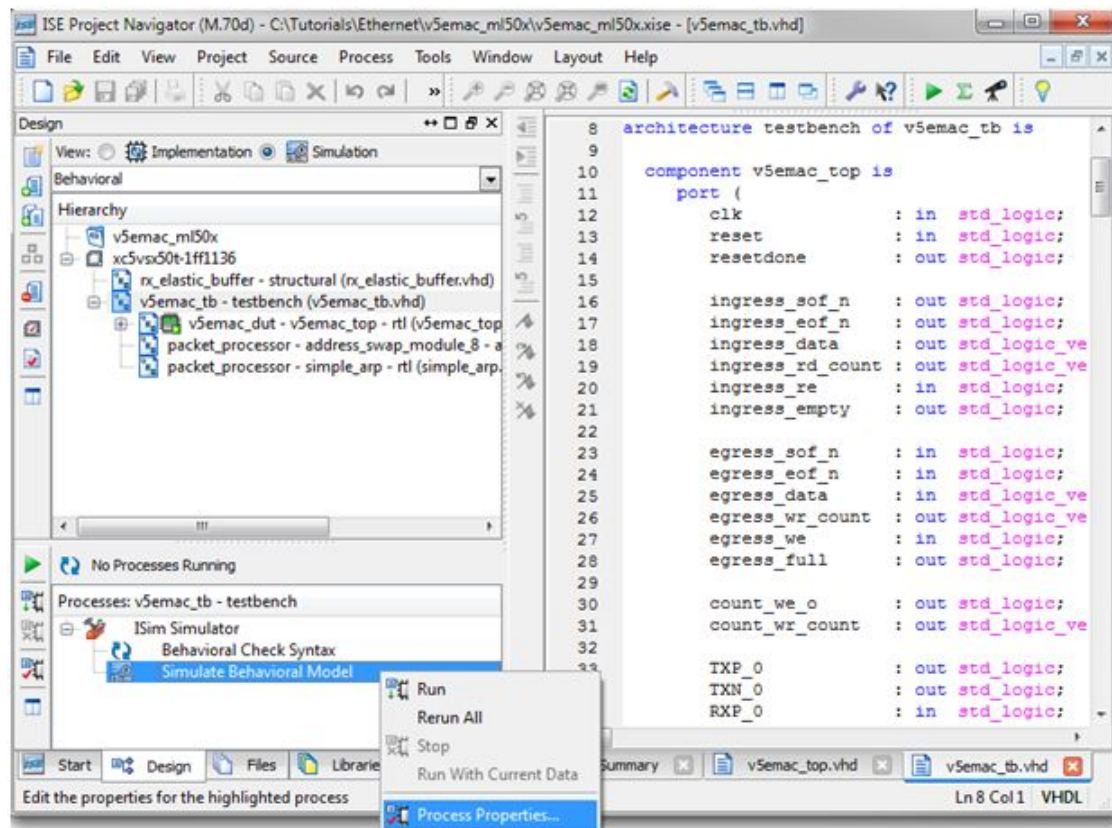 ISE Project Navigator (M.70d) - C:\Tutorials\Ethernet\v5emac_ml50x\v5emac_ml50x.xise - [v5emac_tb.vhd]
File Edit View Project Source Process Tools Window Layout Help
Design
View: Implementation Simulation
Behavioral
Hierarchy
v5emac_ml50x
xc5vsx50t-1ff1136
rx_elastic_buffer - structural (rx_elastic_buffer.vhd)
v5emac_tb - testbench (v5emac_tb.vhd)
v5emac_dut - v5emac_top - rtl (v5emac_top
packet_processor - address_swap_module_8 - a
packet_processor - simple_arp - rtl (simple_arp.
No Processes Running
Processes: v5emac_tb - testbench
ISim Simulator
Behavioral Check Syntax
Simulate Behavioral Model
Run
Rerun All
Stop
Run With Current Data
Process Properties...
8 architecture testbench of v5emac_tb is
9
10 component v5emac_top is
11 port (
12 clk : in std_logic;
13 reset : in std_logic;
14 resetdone : out std_logic;
15
16 ingress_sof_n : out std_logic;
17 ingress_eof_n : out std_logic;
18 ingress_data : out std_logic_ve
19 ingress_rd_count : out std_logic_ve
20 ingress_re : in std_logic;
21 ingress_empty : out std_logic;
22
23 egress_sof_n : in std_logic;
24 egress_eof_n : in std_logic;
25 egress_data : in std_logic_ve
26 egress_wr_count : out std_logic_ve
27 egress_we : in std_logic;
28 egress_full : out std_logic;
29
30 count_we_o : out std_logic;
31 count_wr_count : out std_logic_ve
32
33 TXP_0 : out std_logic;
TXN_0 : out std_logic;
RXP_0 : in std_logic;
Start Design Files Librarie
ummary v5emac_top.vhd v5emac_tb.vhd
Edit the properties for the highlighted process
Ln 8 Col 1 VHDL